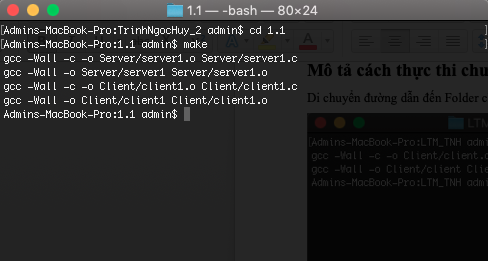 1.1 — -bash — 80×24
[Admins-MacBook-Pro:TrinhNgocHuy_2 admin$ cd 1.1 ]
[Admins-MacBook-Pro:1.1 admin$ make ]
gcc -Wall -c -o Server/server1.o Server/server1.c
gcc -Wall -o Server/server1 Server/server1.o
gcc -Wall -c -o Client/client1.o Client/client1.c
gcc -Wall -o Client/client1 Client/client1.o
Admins-MacBook-Pro:1.1 admin$
Mô tả cách thực thi chu
Di chuyển đường dẫn đến Folder c
LTM
[Admins-MacBook-Pro:LTM_TNH admin
gcc -Wall -c -o Client/client.o
gcc -Wall -o Client/client Cli
Admins-MacBook-Pro:LTM_TNH adm